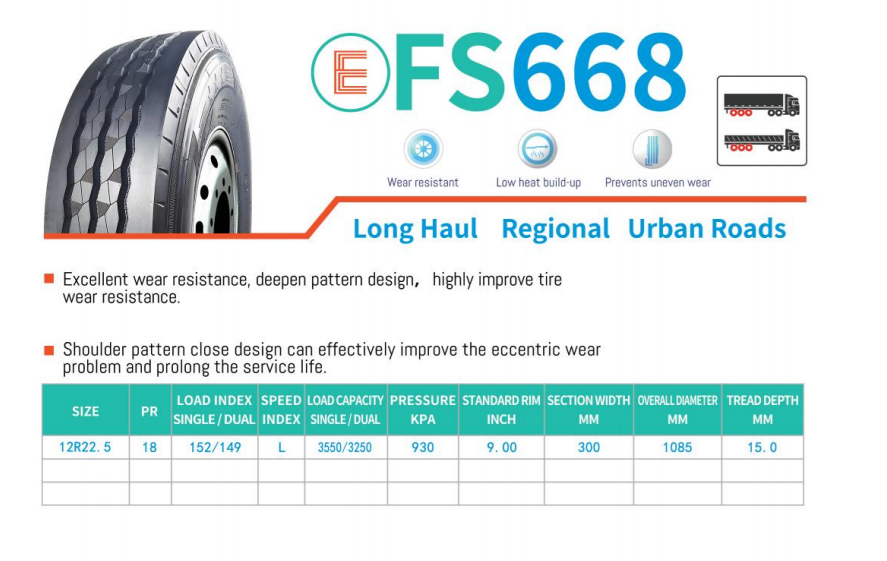 E FS668
Wear resistant Low heat build-up Prevents uneven wear
Long Haul Regional Urban Roads
Excellent wear resistance, deepen pattern design, highly improve tire
wear resistance.
Shoulder pattern close design can effectively improve the eccentric wear
problem and prolong the service life.
SIZE PR LOAD INDEX SINGLE / DUAL SPEED INDEX LOAD CAPACITY SINGLE / DUAL PRESSURE KPA STANDARD RIM INCH SECTION WIDTH MM OVERALL DIAMETER MM TREAD DEPTH MM
12R22.5 18 152/149 L 3550/3250 930 9.00 300 1085 15.0